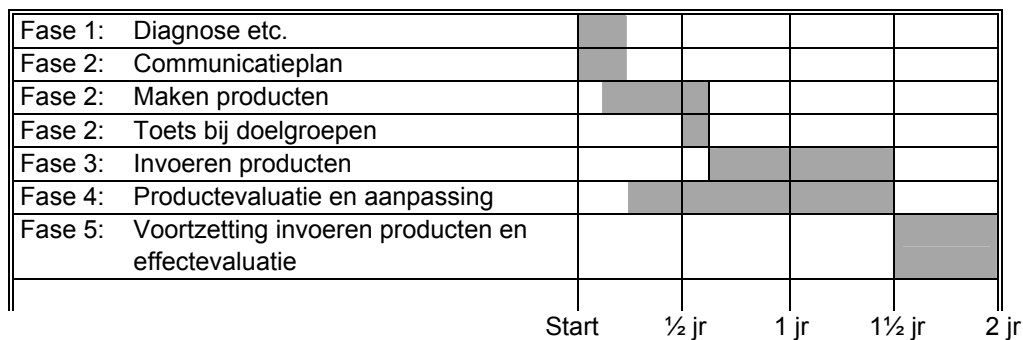 Fase 1: Diagnose etc.
Fase 2: Communicatieplan
Fase 2: Maken producten
Fase 2: Toets bij doelgroepen
Fase 3: Invoeren producten
Fase 4: Productevaluatie en aanpassing
Fase 5: Voortzetting invoeren producten en
effectevaluatie
Start ½ jr 1 jr 1½ jr 2 jr